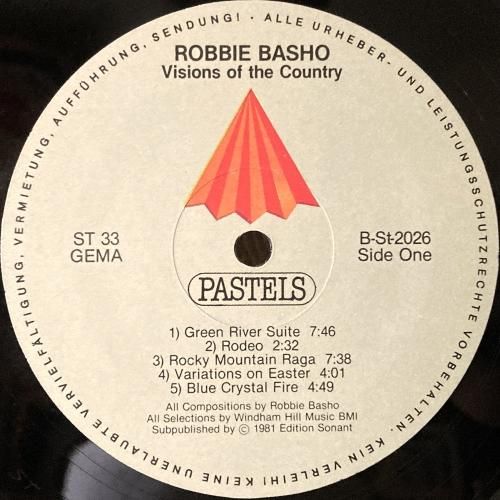 ALLE URHEBER- UND LEISTUNGSSCHUTZRECHTE VORBEHALTEN. KEIN VERLEIH! KEINE UNERLAUBTE VERVIELFÄLTIGUNG, VERMIETUNG, AUFFÜHRUNG, SENDUNG! ·
ROBBIE BASHO
Visions of the Country
ST 33
GEMA
B-St-2026
Side One
PASTELS
1) Green River Suite 7:46
2) Rodeo 2:32
3) Rocky Mountain Raga 7:38
4) Variations on Easter 4:01
5) Blue Crystal Fire 4:49
All Compositions by Robbie Basho
All Selections by Windham Hill Music BMI
Subpublished by © 1981 Edition Sonant
ST